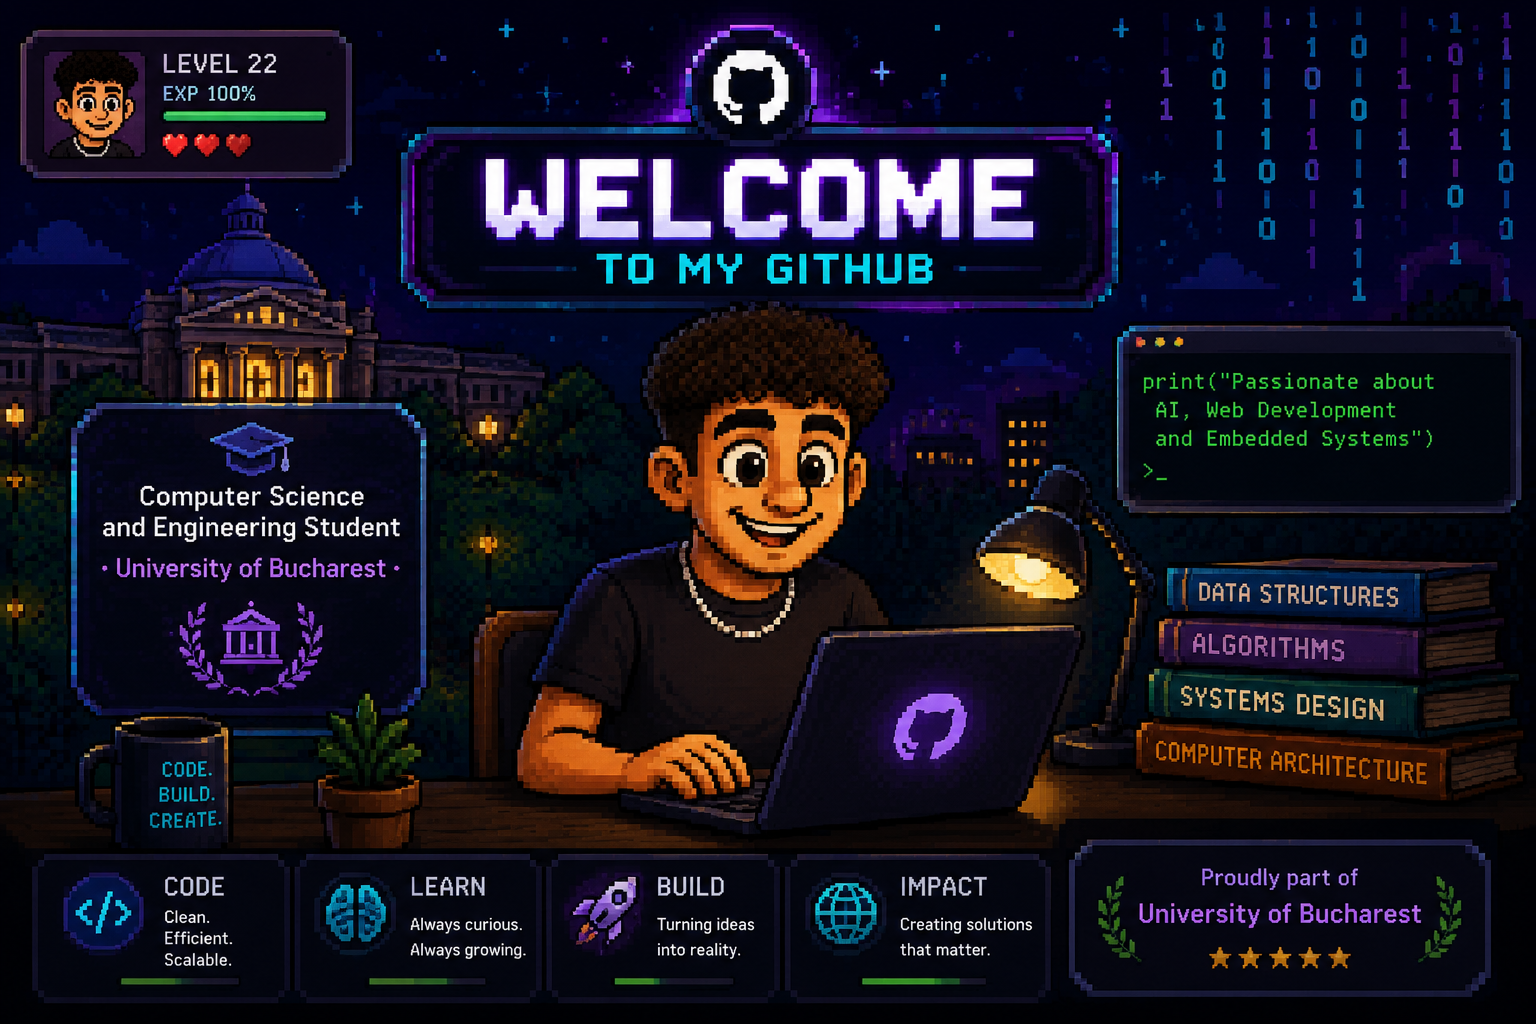 LEVEL 22
EXP 100%
WELCOME
TO MY GITHUB
print("Passionate about
AI, Web Development
and Embedded Systems")
>_
Computer Science
and Engineering Student
· University of Bucharest ·
DATA STRUCTURES
ALGORITHMS
SYSTEMS DESIGN
COMPUTER ARCHITECTURE
CODE.
BUILD.
CREATE.
</>
CODE
Clean.
Efficient.
Scalable.
LEARN
Always curious.
Always growing.
BUILD
Turning ideas
into reality.
IMPACT
Creating solutions
that matter.
Proudly part of
University of Bucharest